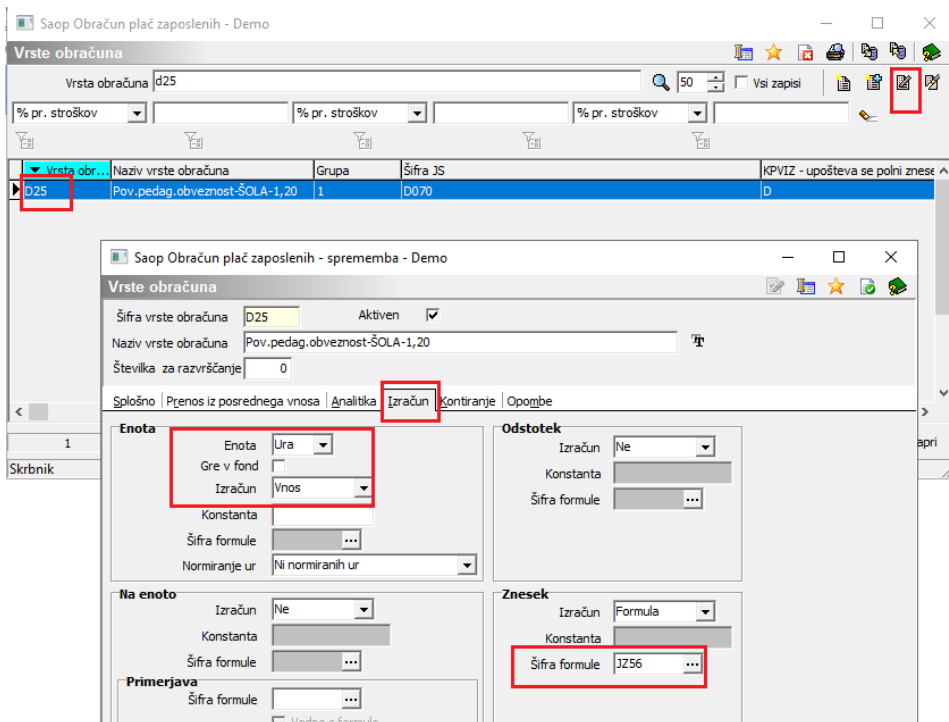 Saop Obračun plač zaposlenih - Demo
Vrste obračuna
Vrsta obračuna d25 50 Vsi zapisi
% pr. stroškov % pr. stroškov % pr. stroškov
Vrsta obr... Naziv vrste obračuna Grupa Šifra JS KPVIZ - upošteva se polni znese
D25 Pov.pedag.obveznost-ŠOLA-1,20 1 D070 D
Saop Obračun plač zaposlenih - sprememba - Demo
Vrste obračuna
Šifra vrste obračuna D25 Aktiven
Naziv vrste obračuna Pov.pedag.obveznost-ŠOLA-1,20
Številka za razvrščanje 0
Splošno Prenos iz posrednega vnosa Analitika Izračun Kontiranje Opombe
1 apri
Skrbnik
Enota Odstotek
Enota Ura Izračun Ne
Gre v fond Konstanta
Izračun Vnos Šifra formule ...
Konstanta
Šifra formule ...
Normiranje ur Ni normiranih ur
Na enoto Znesek
Izračun Ne Izračun Formula
Konstanta Konstanta
Šifra formule ... Šifra formule JZ56 ...
Primerjava
Šifra formule ...